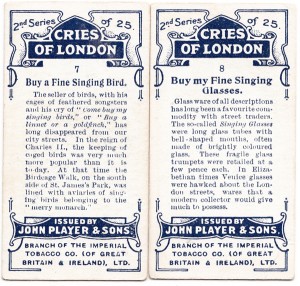 2nd Series of 25.
CRIES
OF LONDON
7
Buy a Fine Singing Bird.
The seller of birds, with his
cages of feathered songsters
and his cry of "Come buy my
singing birds," or "Buy a
linnet or a goldfinch," has
long disappeared from our
city streets. In the reign of
Charles II., the keeping of
caged birds was very much
more popular than it is
today. At that time the
Birdcage Walk, on the south
side of St. James's Park, was
lined with aviaries of sing-
ing birds belonging to the
"merry monarch."
ISSUED BY
JOHN PLAYER & SONS.
BRANCH OF THE IMPERIAL
TOBACCO CO. (OF GREAT
BRITAIN & IRELAND), LTD.
2nd Series of 25.
CRIES
OF LONDON
8
Buy my Fine Singing
Glasses.
Glass ware of all descriptions
has long been a favourite com-
modity with street traders.
The so-called Singing Glasses
were long glass tubes with
bell-shaped mouths, often
made of brightly coloured
glass. These fragile glass
trumpets were retailed at a
few pence each. In Eliza-
bethan times Venice glasses
were hawked about the Lon-
don streets, wares that a
modern collector would give
much to possess.
ISSUED BY
JOHN PLAYER & SONS.
BRANCH OF THE IMPERIAL
TOBACCO CO. (OF GREAT
BRITAIN & IRELAND), LTD.